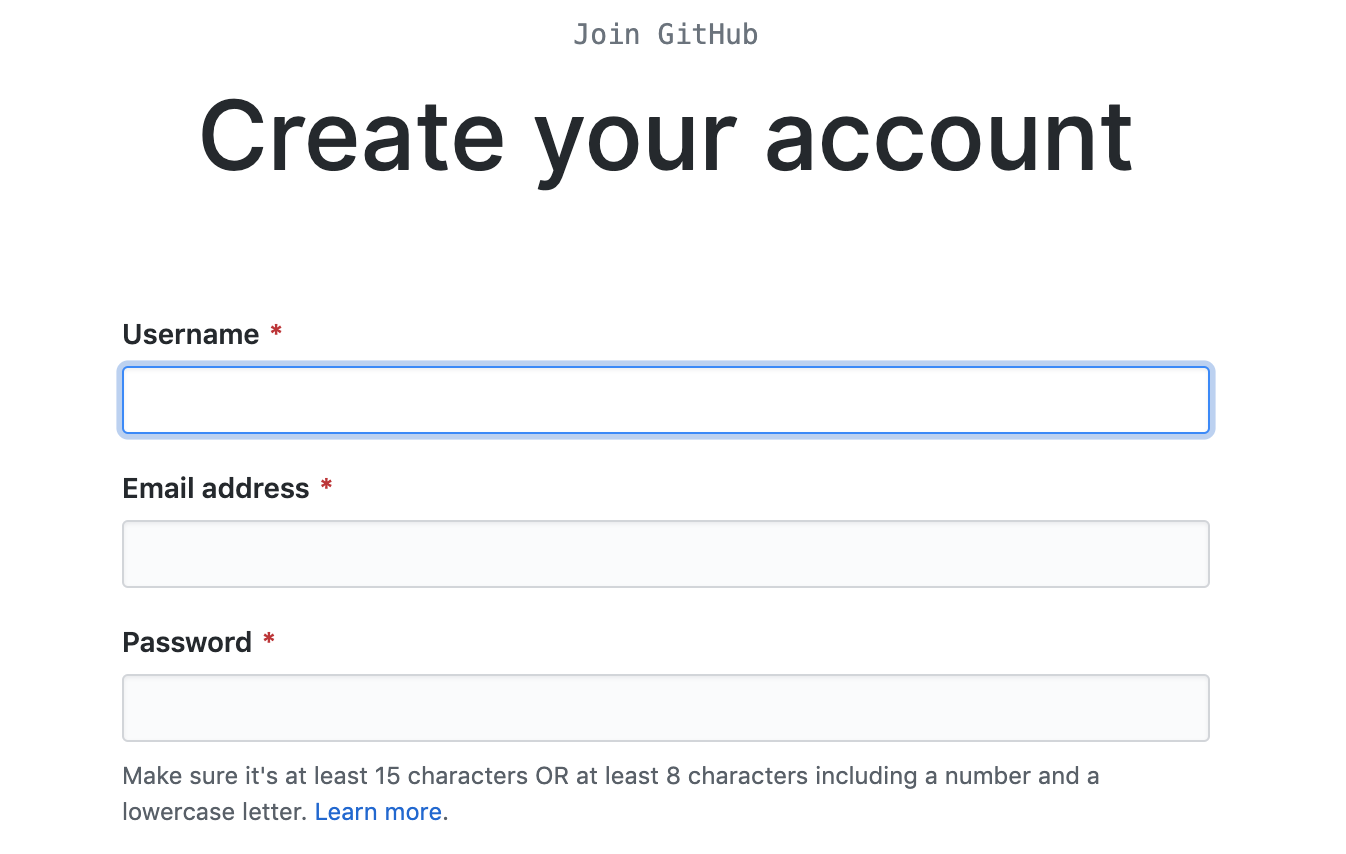 Join GitHub
Create your account
Username *
Email address *
Password *
Make sure it's at least 15 characters OR at least 8 characters including a number and a
lowercase letter. Learn more.